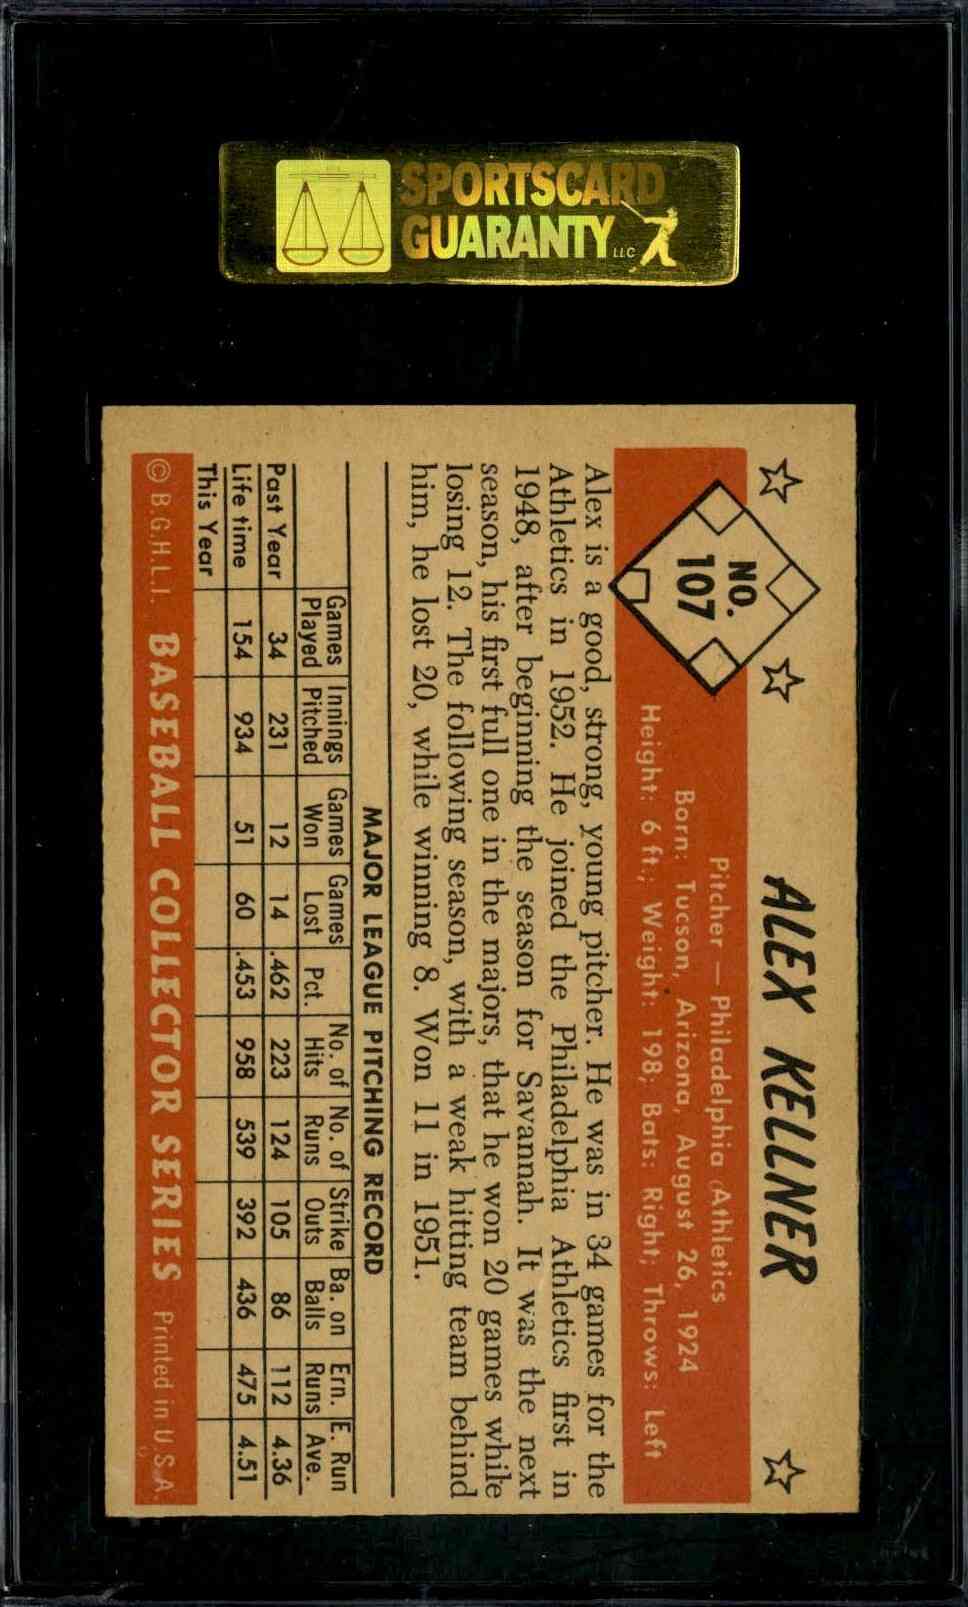 SPORTSCARD
GUARANTY LLC
ALEX KELLNER
NO.
107
Pitcher — Philadelphia Athletics
Born: Tucson, Arizona, August 26, 1924
Height: 6 ft.; Weight: 198; Bats: Right; Throws: Left
Alex is a good, strong, young pitcher. He was in 34 games for the
Athletics in 1952. He joined the Philadelphia Athletics first in
1948, after beginning the season for Savannah. It was the next
season, his first full one in the majors, that he won 20 games while
losing 12. The following season, with a weak hitting team behind
him, he lost 20, while winning 8. Won 11 in 1951.
MAJOR LEAGUE PITCHING RECORD
Games Innings Games Games No. of No. of Strike Ba. on Ern. E. Run
Played Pitched Won Lost Pct. Hits Runs Outs Balls Runs Ave.
Past Year 34 231 12 14 .462 223 124 105 86 112 4.36
Life time 154 934 51 60 .453 958 539 392 436 475 4.51
This Year
© B.G.H.L.I. BASEBALL COLLECTOR SERIES Printed in U.S.A.